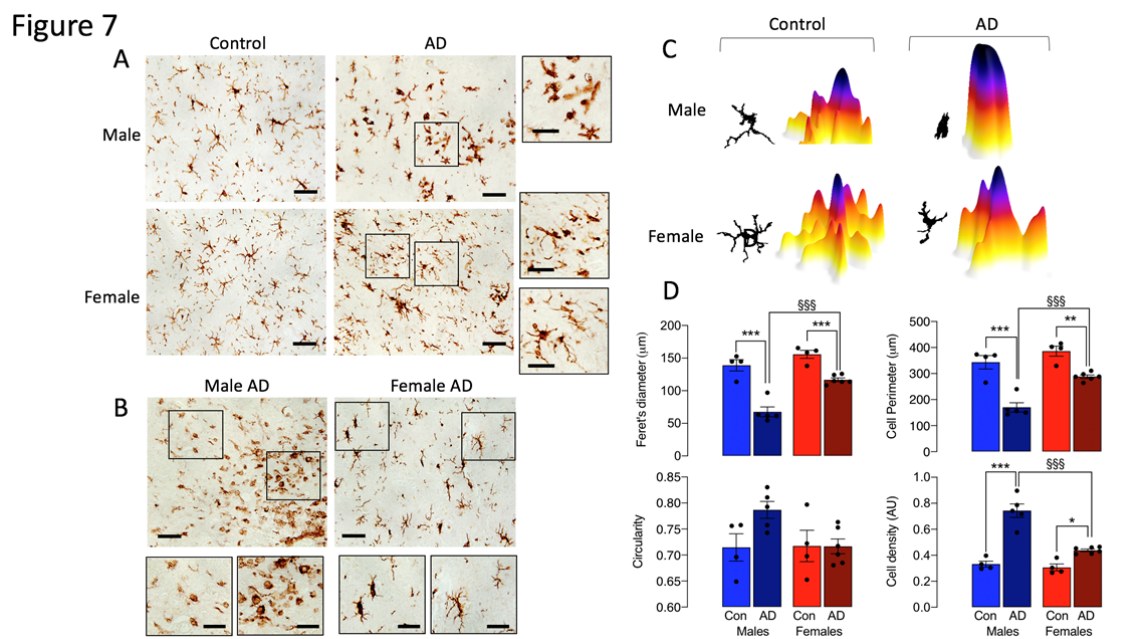 Figure 7
A
Control
AD
Male
Female
B
Male AD
Female AD
C
Control
AD
Male
Female
D
§§§
***
***
200
150
100
50
0
Feret's diameter (µm)
§§§
***
**
500
400
300
200
100
0
Cell Perimeter (µm)
0.85
0.80
0.75
0.70
0.65
0.60
Circularity
Con AD Con AD
Males Females
***
§§§
*
1.0
0.8
0.6
0.4
0.2
0.0
Cell density (AU)
Con AD Con AD
Males Females